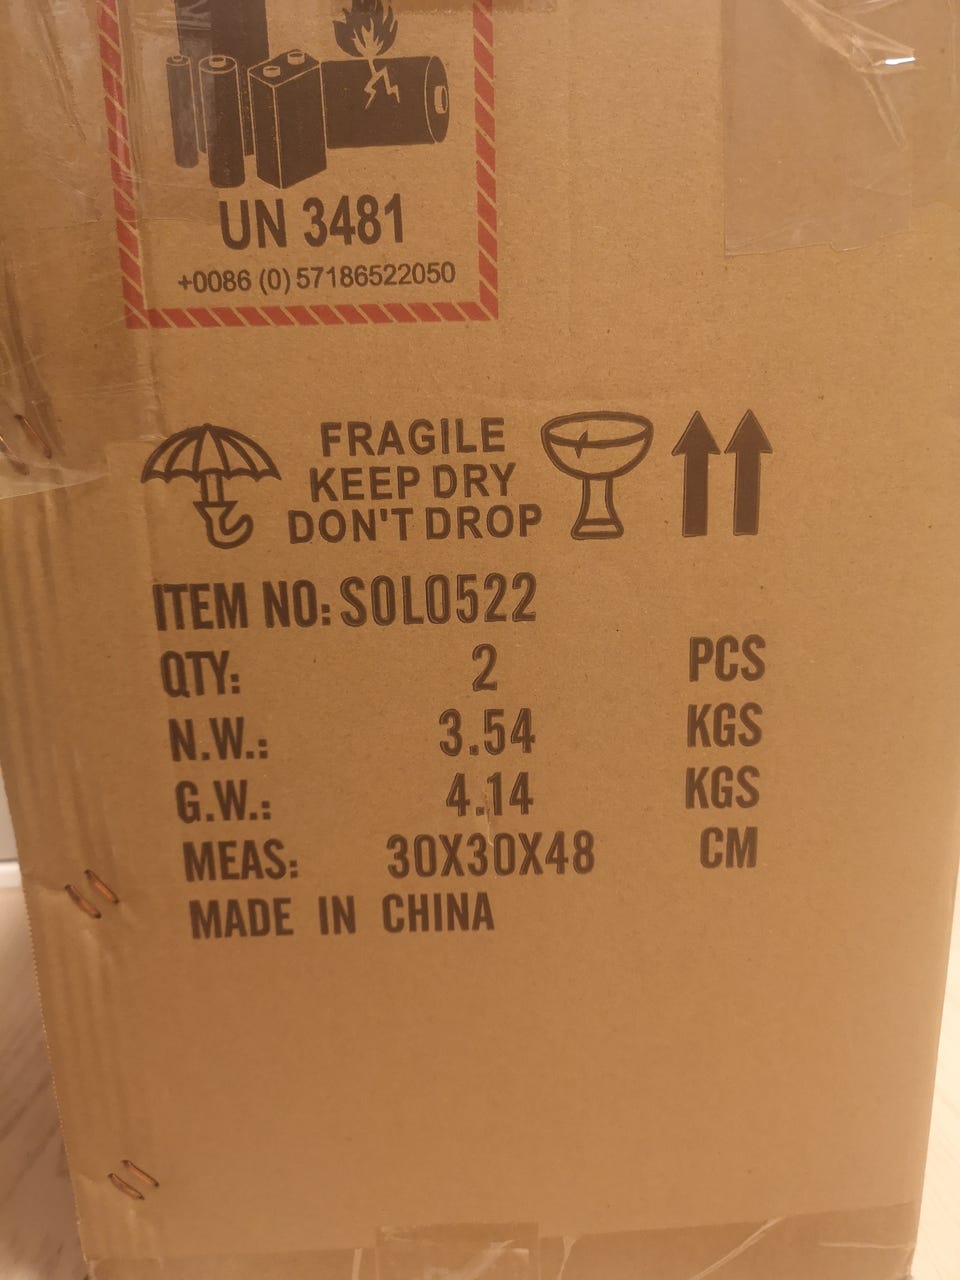 UN 3481
+0086 (0) 57186522050
FRAGILE
KEEP DRY
DON'T DROP
ITEM NO: SOLO522
QTY: 2 PCS
N.W.: 3.54 KGS
G.W.: 4.14 KGS
MEAS: 30X30X48 CM
MADE IN CHINA